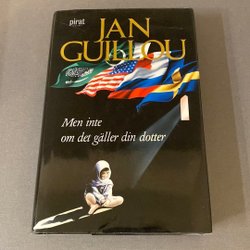 pirat
JAN
GUILLOU
Men inte
om det gäller din dotter